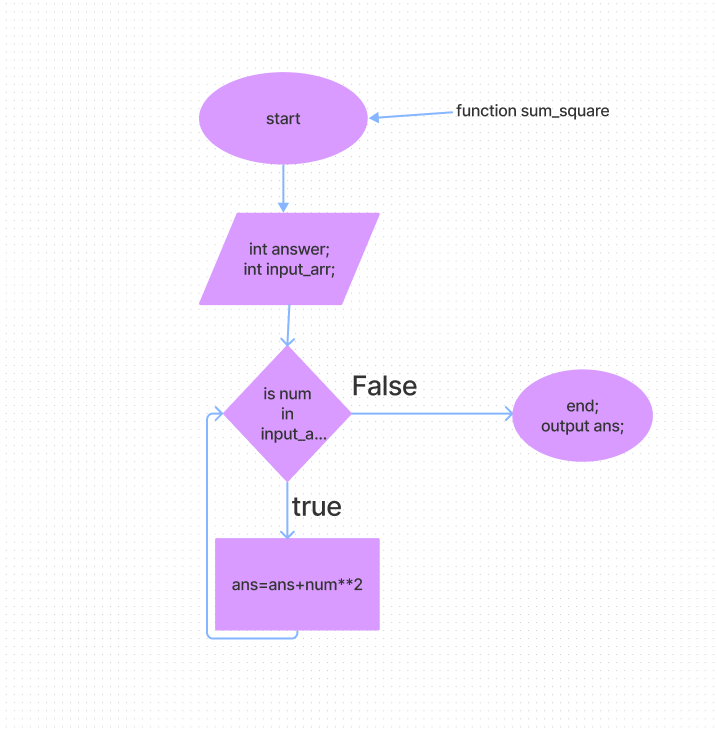 start
function sum_square
int answer;
int input_arr;
is num
in
input_a...
False
end;
output ans;
true
ans=ans+num**2